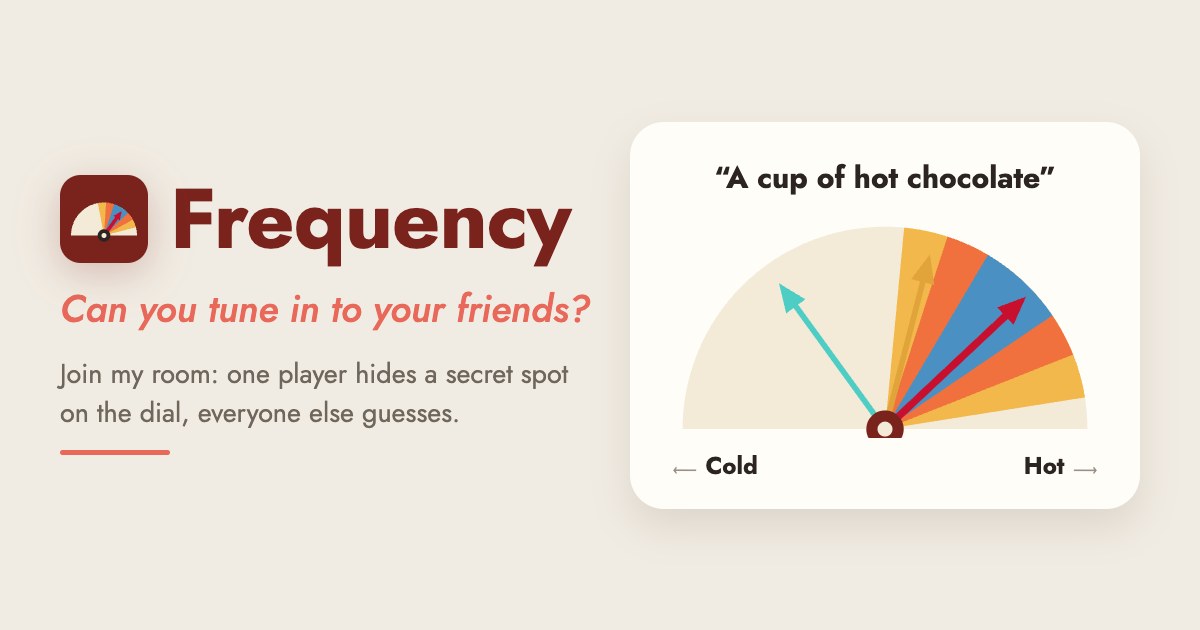 Frequency
Can you tune in to your friends?
Join my room: one player hides a secret spot
on the dial, everyone else guesses.
“A cup of hot chocolate”
← Cold
Hot →